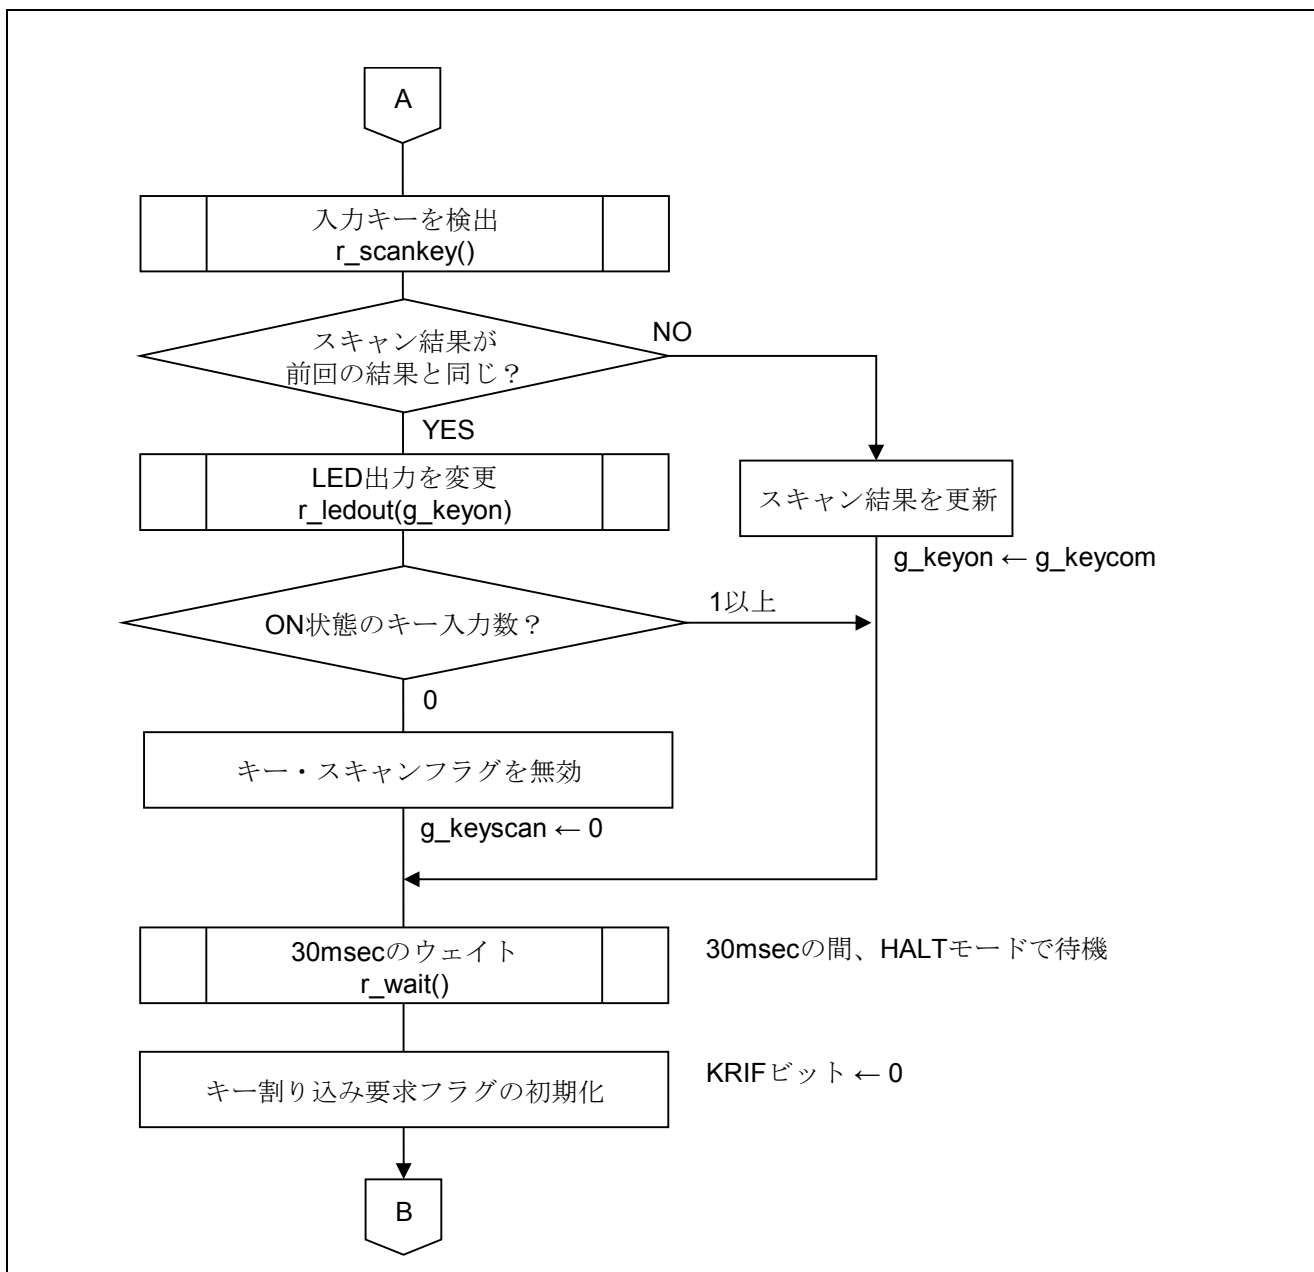 A
入力キーを検出
r_scankey()
スキャン結果が
前回の結果と同じ？
NO
YES
LED出力を変更
r_ledout(g_keyon)
スキャン結果を更新
g_keyon ← g_keycom
ON状態のキー入力数？
1以上
0
キー・スキャンフラグを無効
g_keyscan ← 0
30msecのウェイト
r_wait()
30msecの間、HALTモードで待機
キー割り込み要求フラグの初期化
KRIFビット ← 0
B